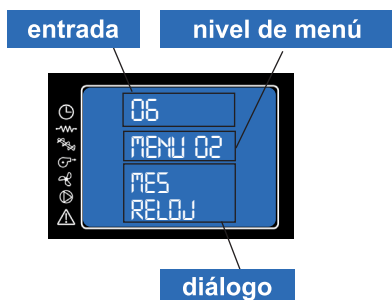 entrada nivel de menú
06
MENU 02
MES
RELOJ
diálogo